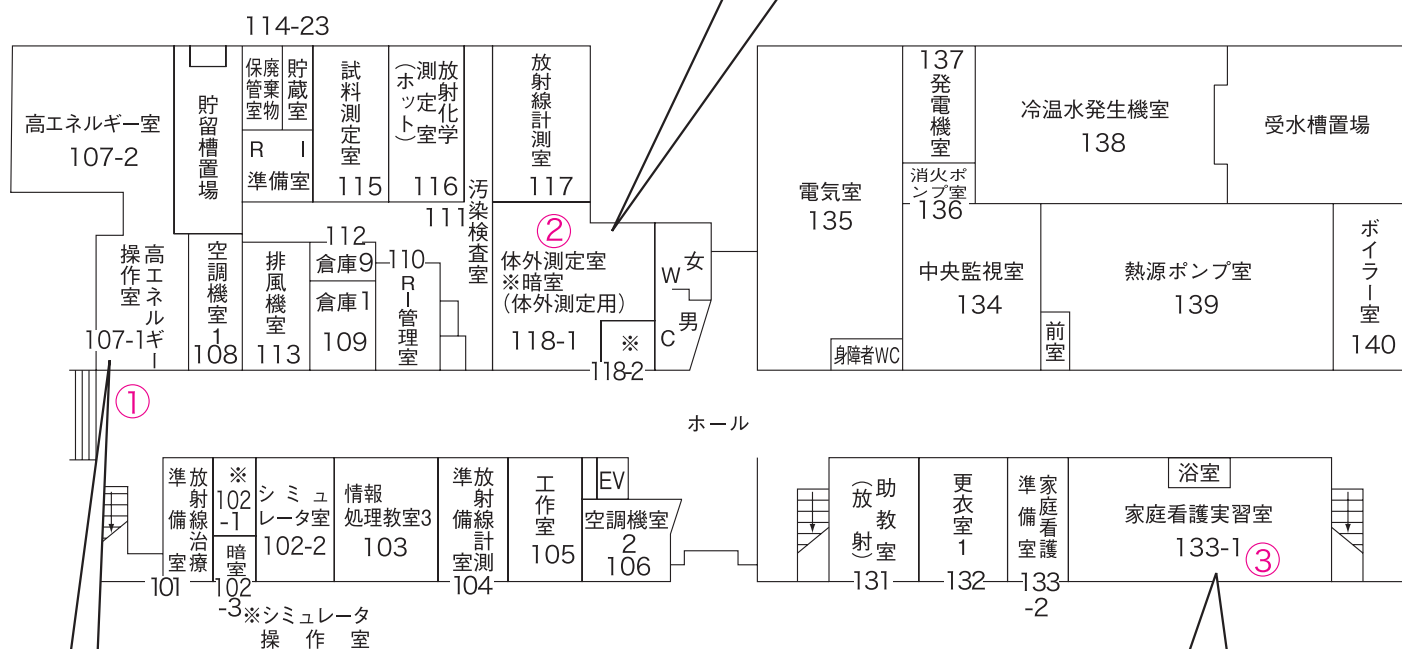 114-23
高エネルギー室
107-2
貯留槽置場
廃棄物
保管室
貯蔵室
RI
準備室
試料測定室
115
放射化学
測定室
(ホット)
116
111
汚染検査室
放射線計測室
117
②
体外測定室
※暗室
(体外測定用)
118-1
※
118-2
女
男
WC
高エネルギー
操作室
107-1
空調機室1
108
排風機室
113
112
倉庫9
倉庫1
109
110
RI管理室
電気室
135
身障者WC
137
発電機室
消火ポ
ンプ室
136
冷温水発生機室
138
受水槽置場
中央監視室
134
前室
熱源ポンプ室
139
ボイラー室
140
①
ホール
放射線治療
準備室
101
※
102
-1
暗室
102
-3
シミュ
レータ室
102-2
※シミュレータ
操作室
情報
処理教室3
103
放射線計測
準備室
104
工作室
105
EV
空調機室
2
106
助教室
(放射)
131
更衣室1
132
家庭看護
準備室
133
-2
浴室
家庭看護実習室
133-1
③